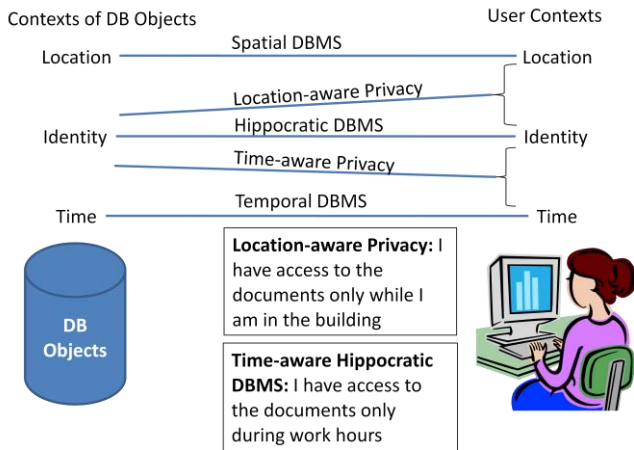 Contexts of DB Objects
User Contexts
Spatial DBMS
Location
Location
Location-aware Privacy
Identity
Hippocratic DBMS
Identity
Time-aware Privacy
Temporal DBMS
Time
Time
Location-aware Privacy: I
have access to the
documents only while I
am in the building
DB
Objects
Time-aware Hippocratic
DBMS: I have access to
the documents only
during work hours